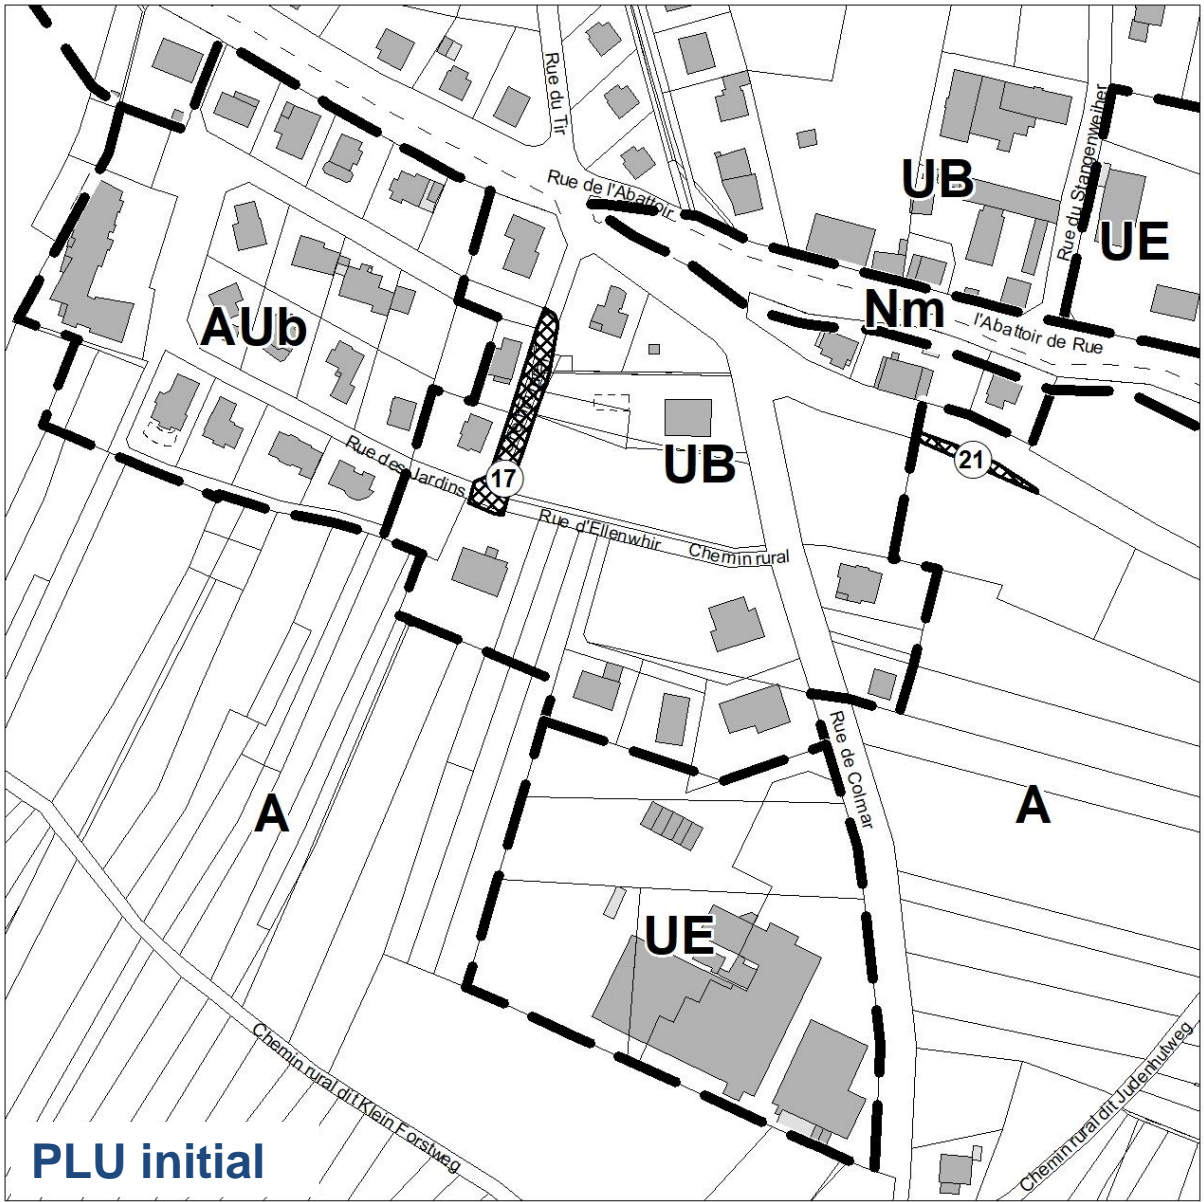 Rue du Tir
Rue de l'Abattoir
UB
Rue du Stangenweiher
UE
Nm
l'Abattoir de Rue
AUb
Rue des Jardins
17
UB
21
Rue d'Ellenwhir
Chemin rural
Rue de Colmar
A
A
UE
Chemin rural dit Klein Forstweg
Chemin rural dit Judenhutweg
PLU initial